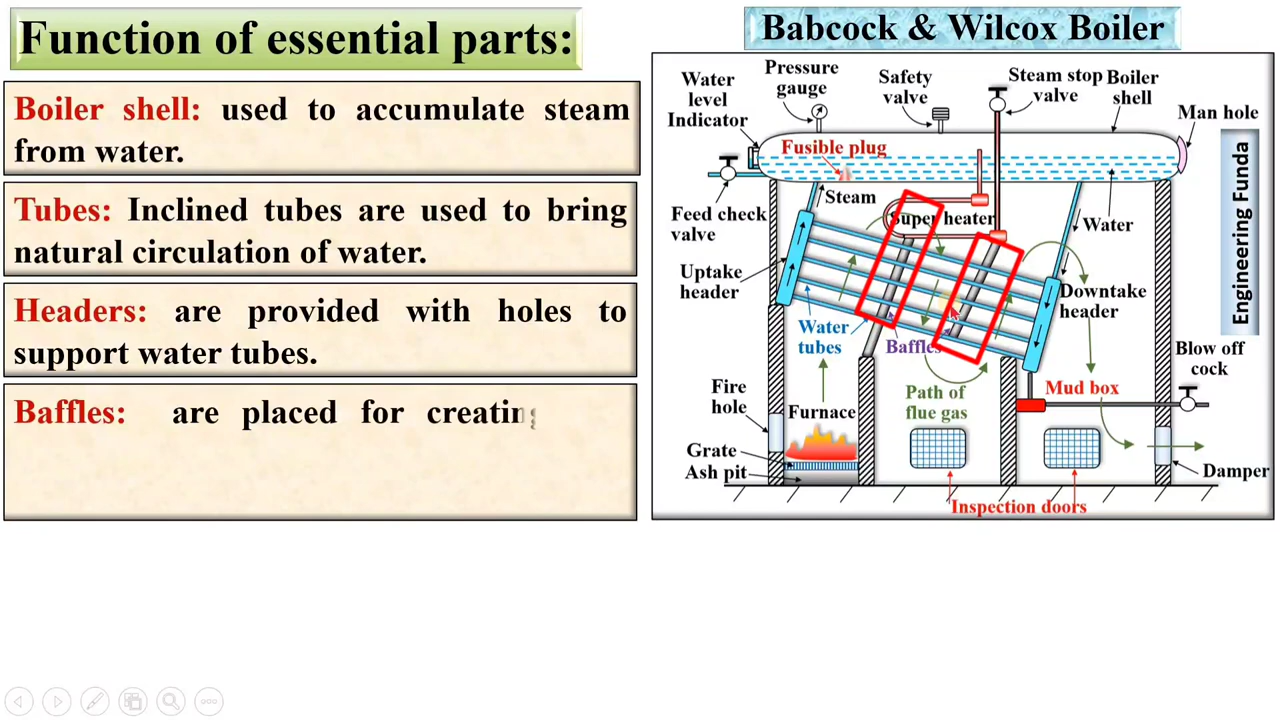 Function of essential parts:
Boiler shell: used to accumulate steam
from water.
Tubes: Inclined tubes are used to bring
natural circulation of water.
Headers: are provided with holes to
support water tubes.
Baffles: are placed for creating
Babcock & Wilcox Boiler
Water
level
Indicator
Pressure
gauge
Safety
valve
Steam stop
valve
Boiler
shell
Man hole
Fusible plug
Feed check
valve
Steam
Super heater
Water
Uptake
header
Downtake
header
Water
tubes
Baffles
Path of
flue gas
Mud box
Blow off
cock
Fire
hole
Furnace
Grate
Ash pit
Damper
Inspection doors
Engineering Funda